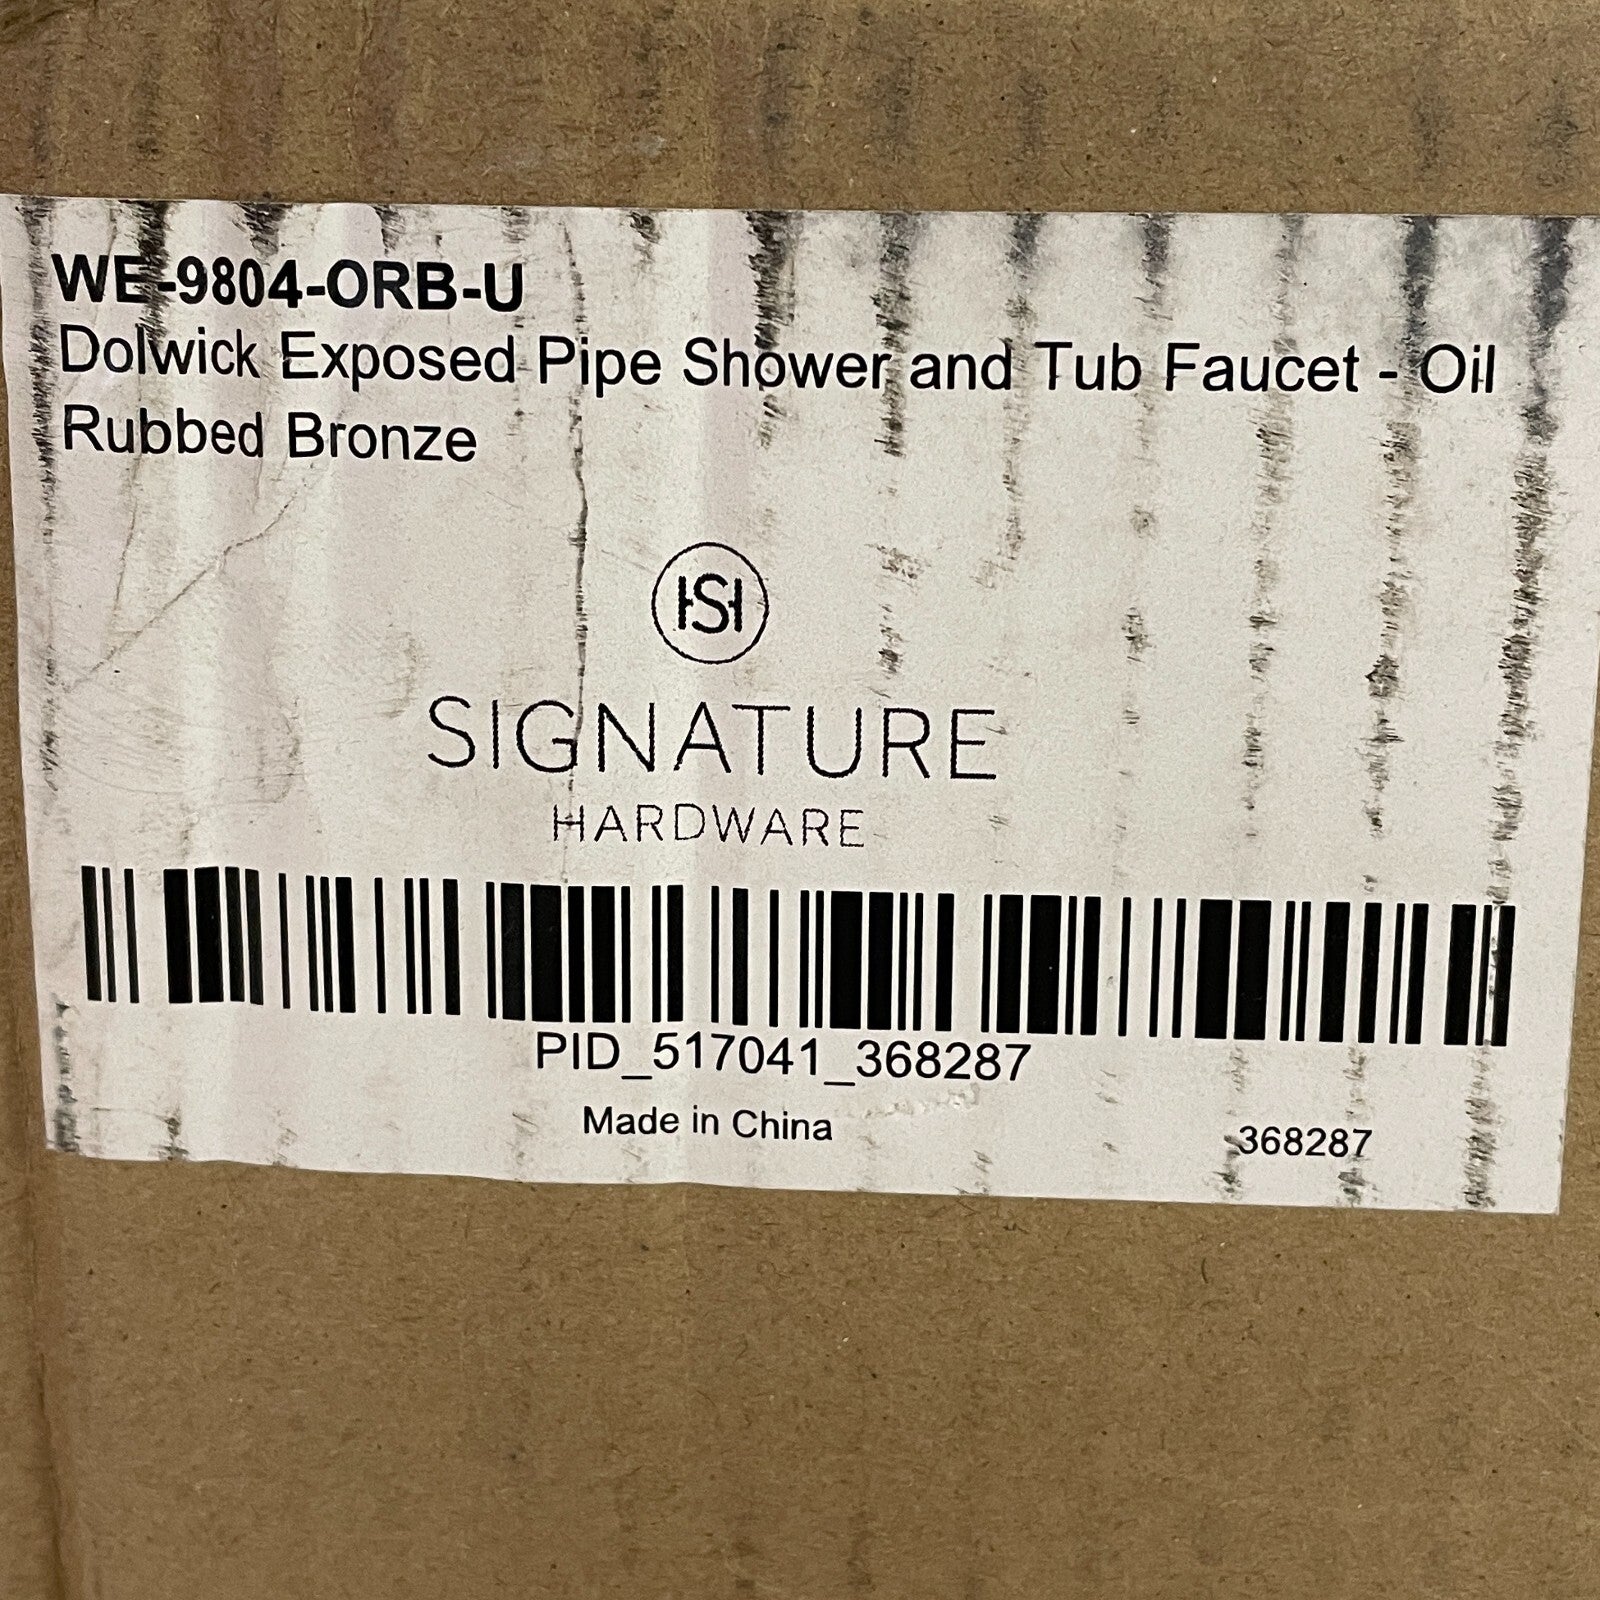 WE-9804-ORB-U
Dolwick Exposed Pipe Shower and Tub Faucet - Oil
Rubbed Bronze
HSH
SIGNATURE
HARDWARE
PID_517041_368287
Made in China
368287